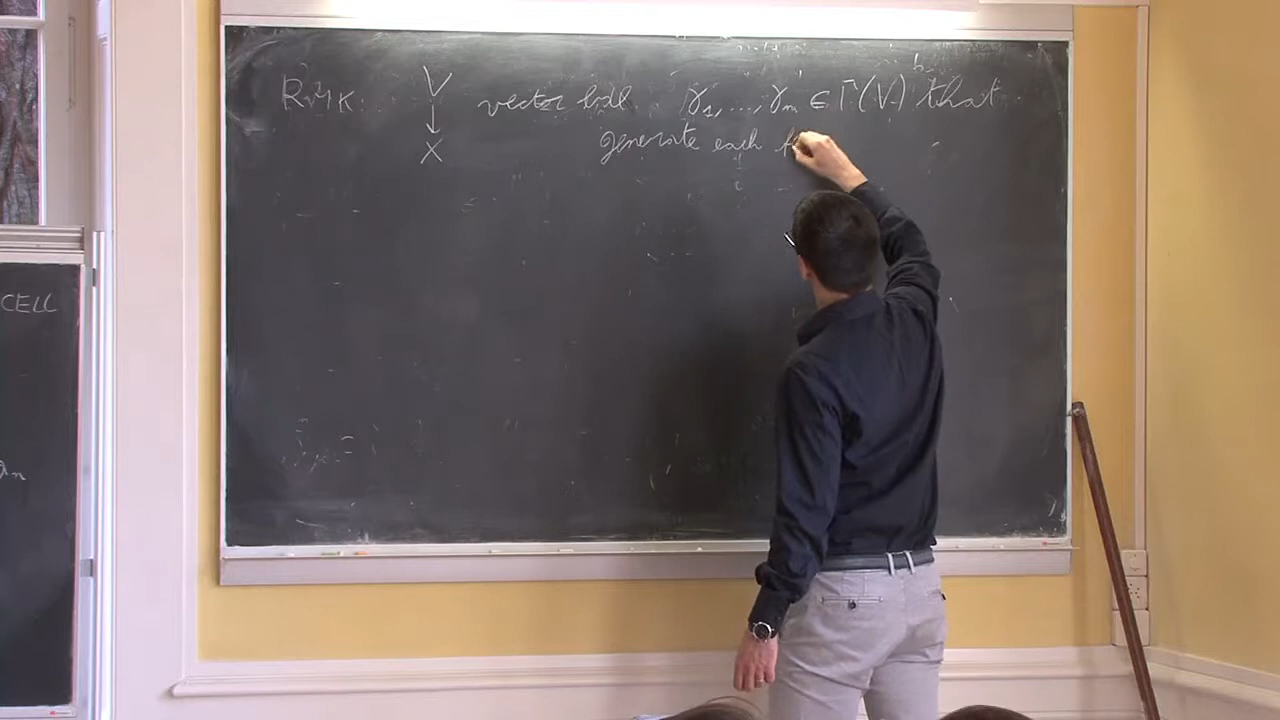 RMK: V vector bdl γ₁, ..., γₘ ∈ Γ(V) that
↓ generate each f
X
CELL